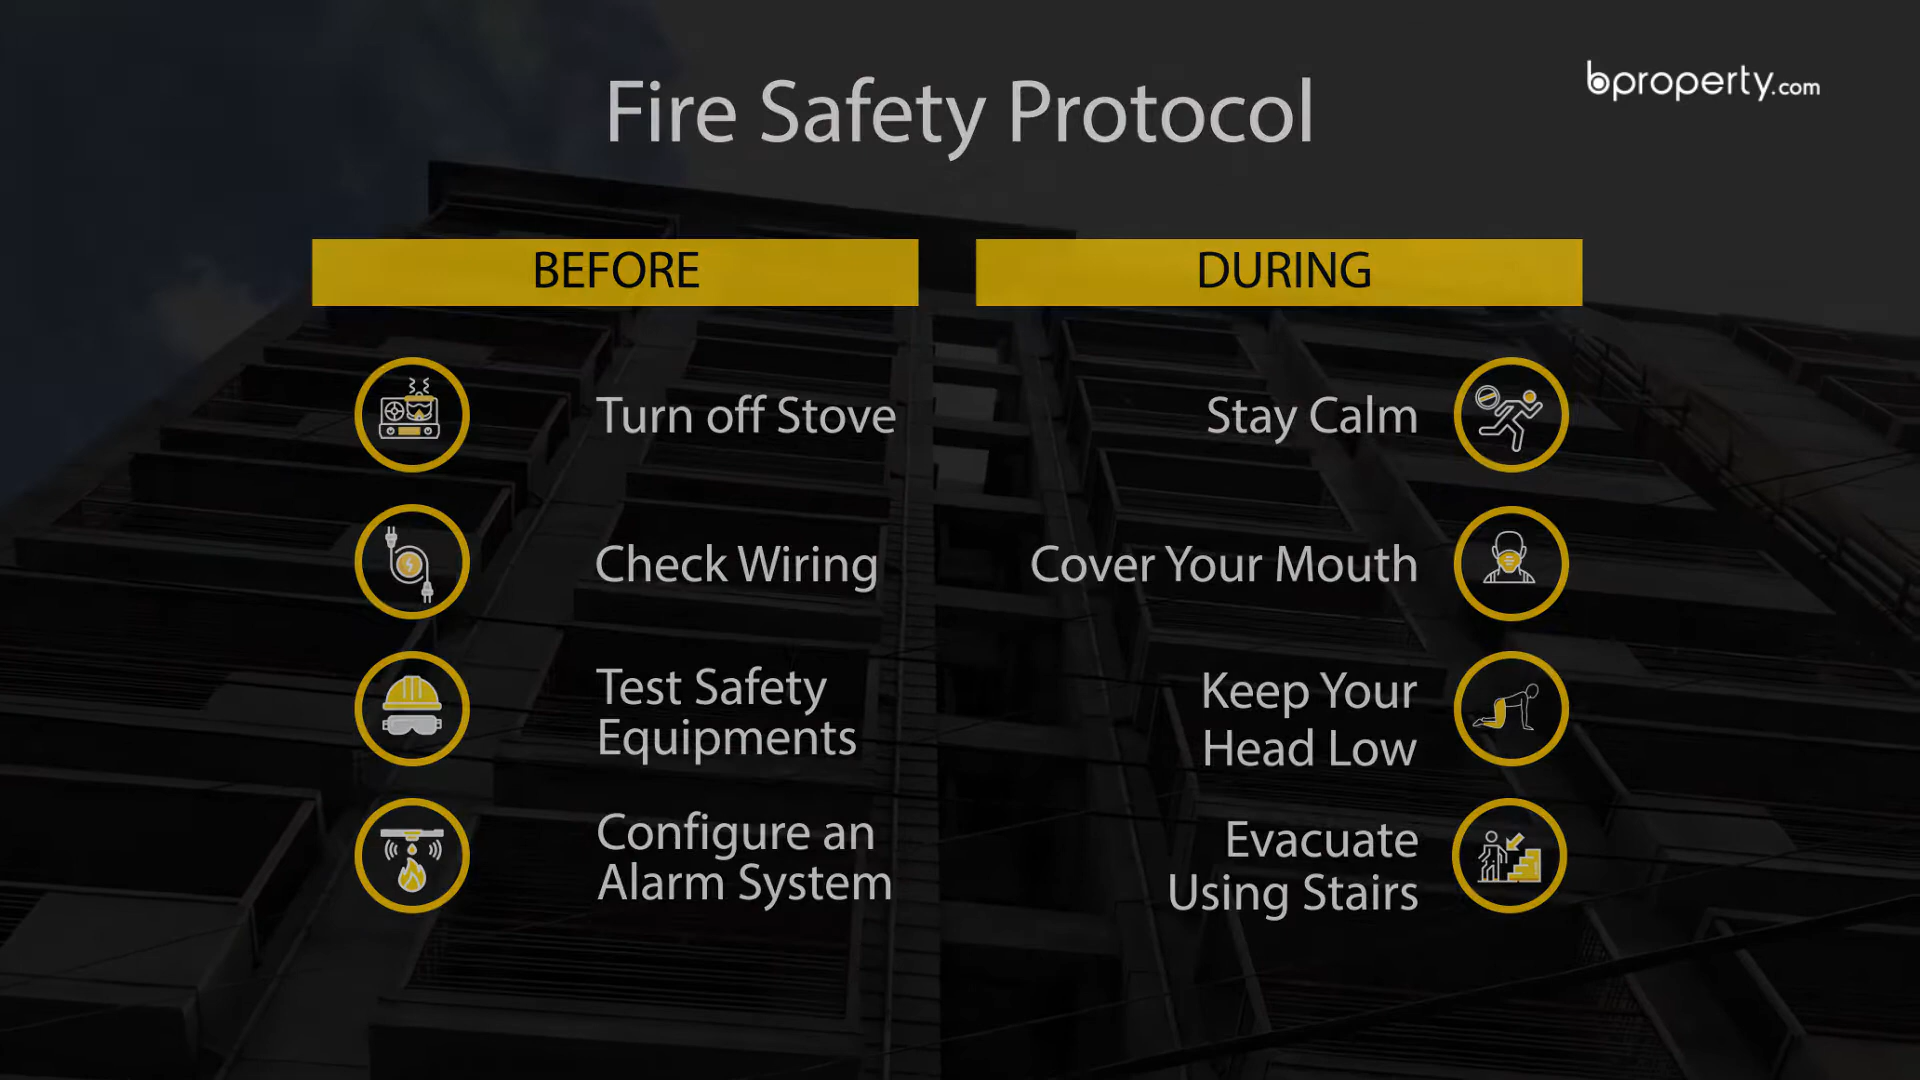 Fire Safety Protocol
bproperty.com
BEFORE
Turn off Stove
Check Wiring
Test Safety
Equipments
Configure an
Alarm System
DURING
Stay Calm
Cover Your Mouth
Keep Your
Head Low
Evacuate
Using Stairs